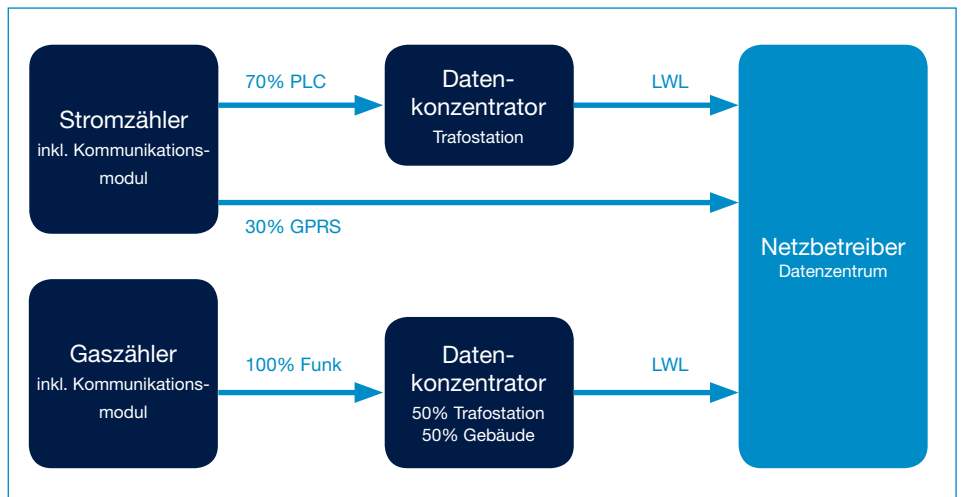 Stromzähler
inkl. Kommunikations-
modul
70% PLC
Daten-
konzentrator
Trafostation
LWL
30% GPRS
Netzbetreiber
Datenzentrum
Gaszähler
inkl. Kommunikations-
modul
100% Funk
Daten-
konzentrator
50% Trafostation
50% Gebäude
LWL